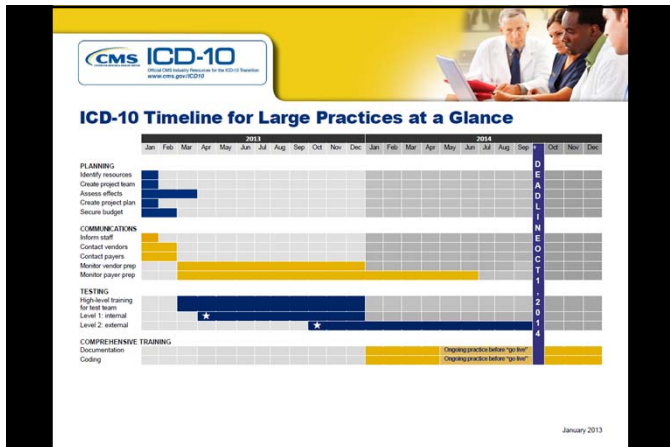 CMS ICD-10
Official CMS Industry Resources for the ICD-10 Transition
www.cms.gov/ICD10
ICD-10 Timeline for Large Practices at a Glance
2013 2014
Jan Feb Mar Apr May Jun Jul Aug Sep Oct Nov Dec Jan Feb Mar Apr May Jun Jul Aug Sep Oct Nov Dec
DEADLINE OCT 1, 2014
PLANNING
Identify resources
Create project team
Assess effects
Create project plan
Secure budget
COMMUNICATIONS
Inform staff
Contact vendors
Contact payers
Monitor vendor prep
Monitor payer prep
TESTING
High-level training
for test team
Level 1: internal
Level 2: external
COMPREHENSIVE TRAINING
Documentation Ongoing practice before "go live"
Coding Ongoing practice before "go live"
January 2013